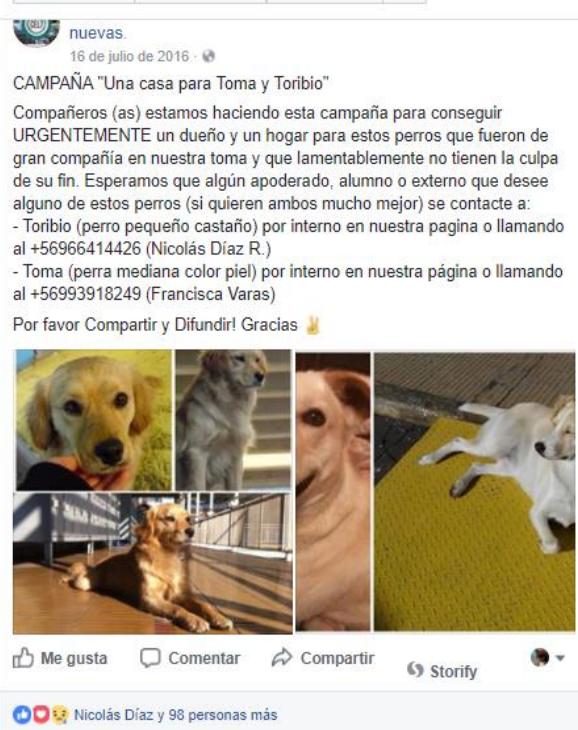 nuevas.
16 de julio de 2016 ·
CAMPAÑA "Una casa para Toma y Toribio"
Compañeros (as) estamos haciendo esta campaña para conseguir
URGENTEMENTE un dueño y un hogar para estos perros que fueron de
gran compañía en nuestra toma y que lamentablemente no tienen la culpa
de su fin. Esperamos que algún apoderado, alumno o externo que desee
alguno de estos perros (si quieren ambos mucho mejor) se contacte a:
- Toribio (perro pequeño castaño) por interno en nuestra pagina o llamando
al +56966414426 (Nicolás Díaz R.)
- Toma (perra mediana color piel) por interno en nuestra página o llamando
al +56993918249 (Francisca Varas)
Por favor Compartir y Difundir! Gracias ✌
Me gusta Comentar Compartir Storify
Nicolás Díaz y 98 personas más